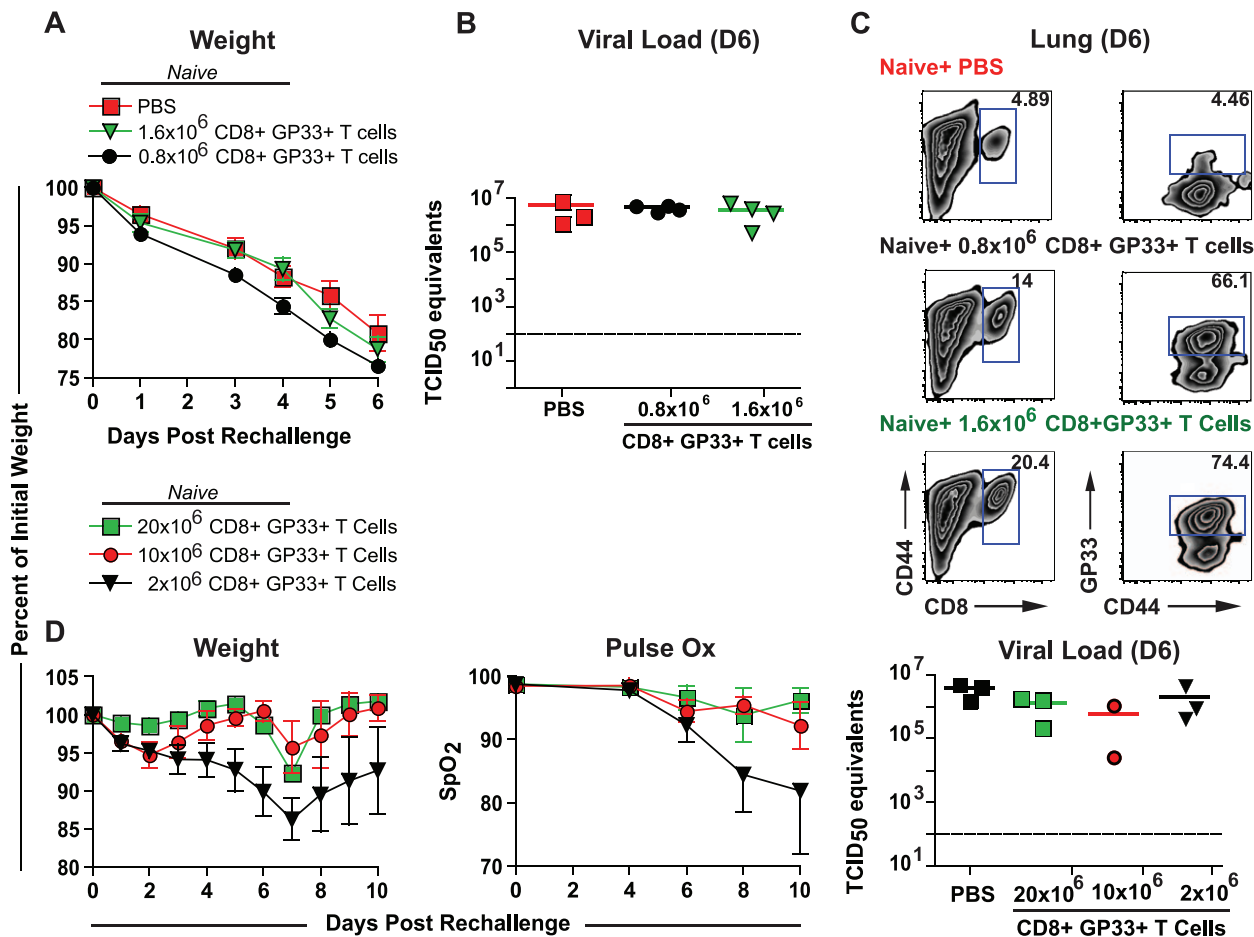 A
Weight
Naive
PBS
1.6x10^6 CD8+ GP33+ T cells
0.8x10^6 CD8+ GP33+ T cells
100
95
90
85
80
75
0 1 2 3 4 5 6
Days Post Rechallenge
Percent of Initial Weight
B
Viral Load (D6)
TCID50 equivalents
10^7
10^5
10^3
10^1
PBS
0.8x10^6
1.6x10^6
CD8+ GP33+ T cells
C
Lung (D6)
Naive+ PBS
4.89
4.46
Naive+ 0.8x10^6 CD8+ GP33+ T cells
14
66.1
Naive+ 1.6x10^6 CD8+GP33+ T Cells
20.4
74.4
CD44
CD8
GP33
CD44
Naive
20x10^6 CD8+ GP33+ T Cells
10x10^6 CD8+ GP33+ T Cells
2x10^6 CD8+ GP33+ T Cells
D
Weight
105
100
95
90
85
80
0 2 4 6 8 10
Pulse Ox
SpO2
100
90
80
70
0 2 4 6 8 10
Days Post Rechallenge
Viral Load (D6)
TCID50 equivalents
10^7
10^5
10^3
10^1
PBS
20x10^6
10x10^6
2x10^6
CD8+ GP33+ T Cells